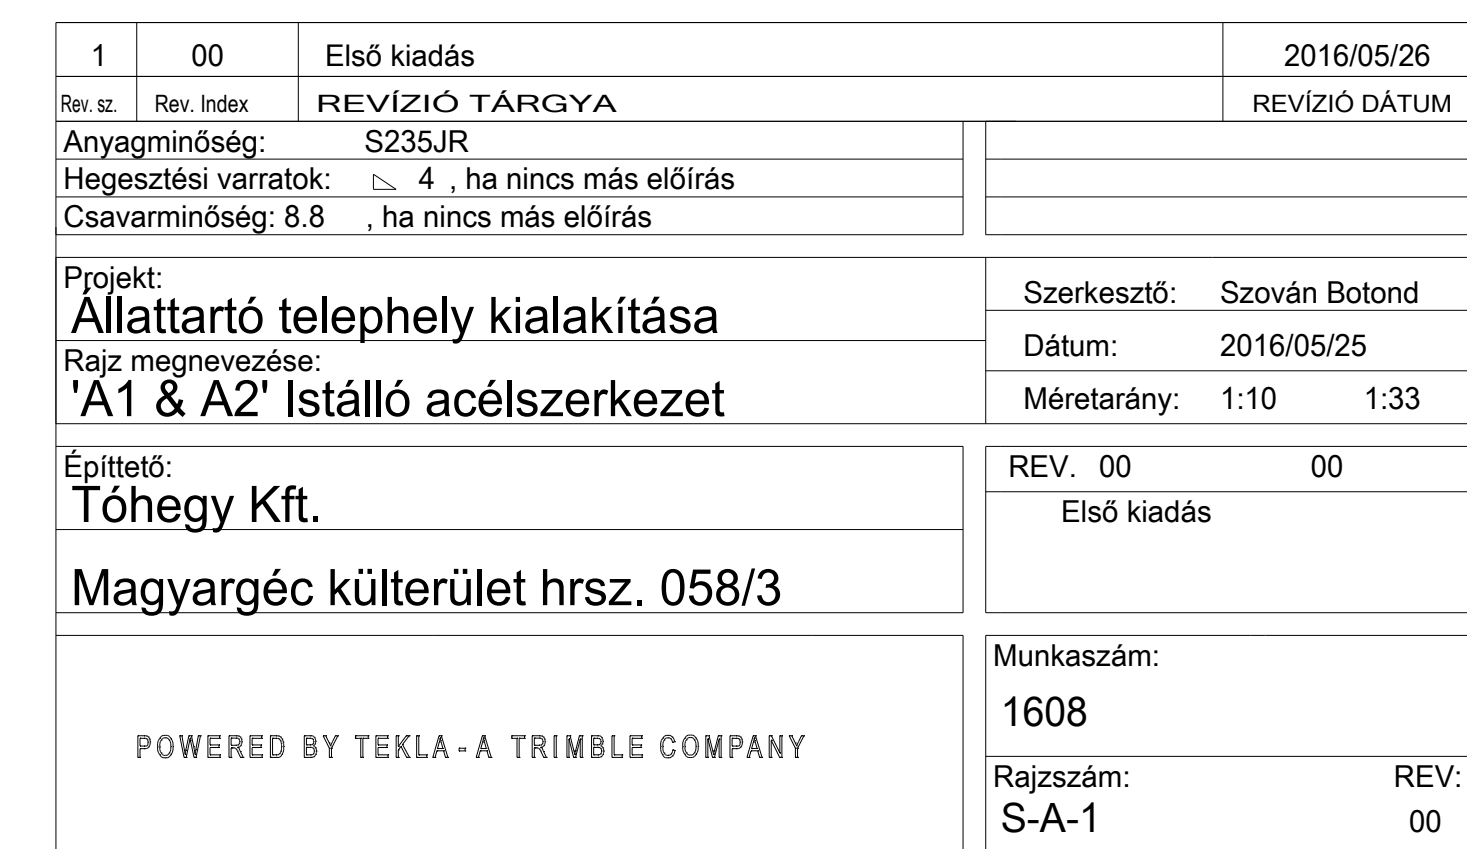 1 00 Első kiadás 2016/05/26
Rev. sz. Rev. Index REVÍZIÓ TÁRGYA REVÍZIÓ DÁTUM
Anyagminőség: S235JR
Hegesztési varratok: 4 , ha nincs más előírás
Csavarminőség: 8.8 , ha nincs más előírás
Projekt:
Állattartó telephely kialakítása
Rajz megnevezése:
'A1 & A2' Istálló acélszerkezet
Szerkesztő: Szován Botond
Dátum: 2016/05/25
Méretarány: 1:10 1:33
Építtető:
Tóhegy Kft.
Magyargéc külterület hrsz. 058/3
REV. 00 00
Első kiadás
POWERED BY TEKLA - A TRIMBLE COMPANY
Munkaszám:
1608
Rajzszám: REV:
S-A-1 00